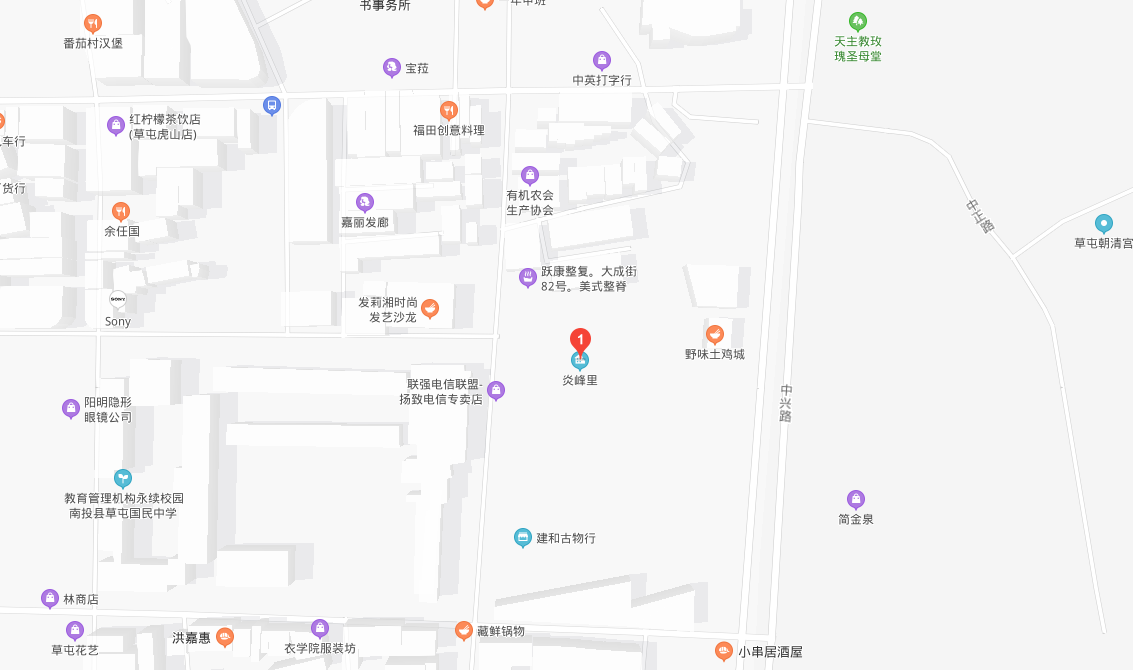 书事务所
番茄村汉堡
天主教玫
瑰圣母堂
宝菈
中英打字行
红柠檬茶饮店
(草屯虎山店)
福田创意料理
车行
货行
有机农会
生产协会
嘉丽发廊
余任国
中正路
草屯朝清宫
跃康整复。大成街
82号。美式整脊
Sony
SONY
发莉湘时尚
发艺沙龙
1
炎峰里
野味土鸡城
联强电信联盟-
扬致电信专卖店
阳明隐形
眼镜公司
中兴路
教育管理机构永续校园
南投县草屯国民中学
简金泉
建和古物行
林商店
草屯花艺
洪嘉惠
衣学院服装坊
藏鲜锅物
小串居酒屋